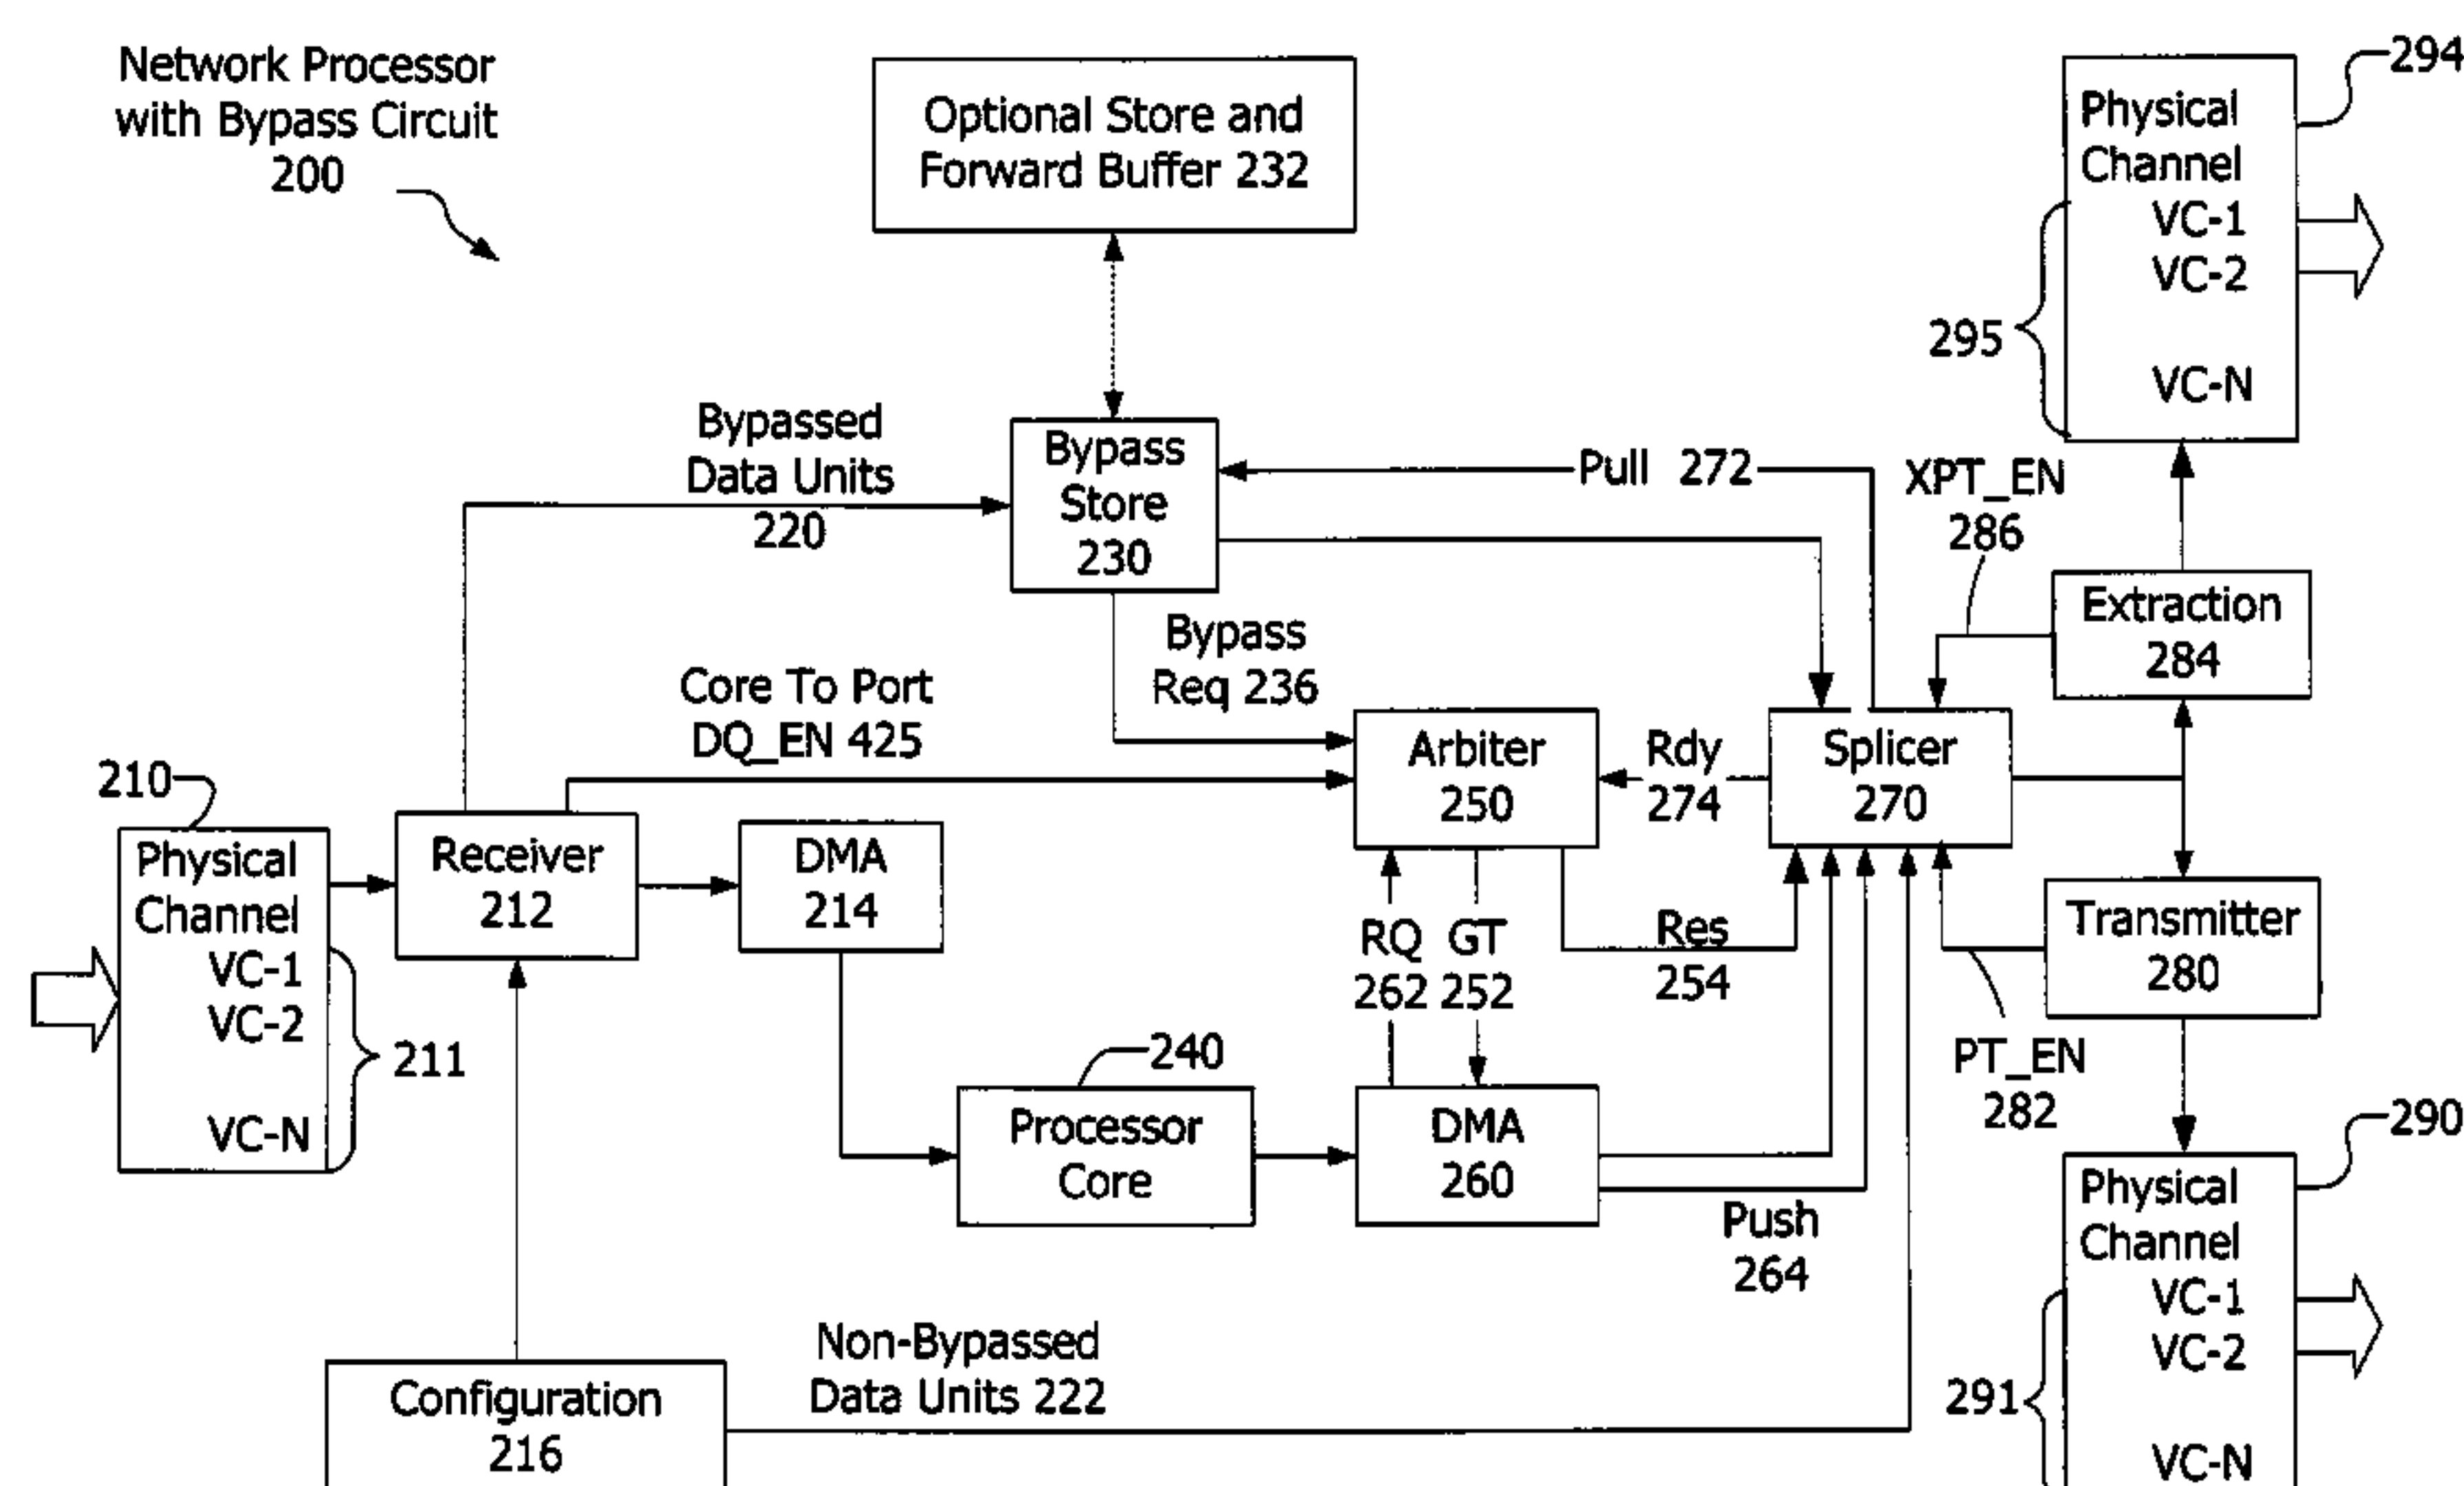 Network Processor
with Bypass Circuit
200
Optional Store and
Forward Buffer 232
294
Physical
Channel
VC-1
VC-2
VC-N
295
Bypassed
Data Units
220
Bypass
Store
230
Pull 272
XPT_EN
286
Extraction
284
Bypass
Req 236
Core To Port
DQ_EN 425
210
Physical
Channel
VC-1
VC-2
VC-N
211
Receiver
212
DMA
214
Arbiter
250
Rdy
274
Splicer
270
RQ
262
GT
252
Res
254
Transmitter
280
PT_EN
282
240
Processor
Core
DMA
260
Push
264
290
Physical
Channel
VC-1
VC-2
VC-N
291
Configuration
216
Non-Bypassed
Data Units 222